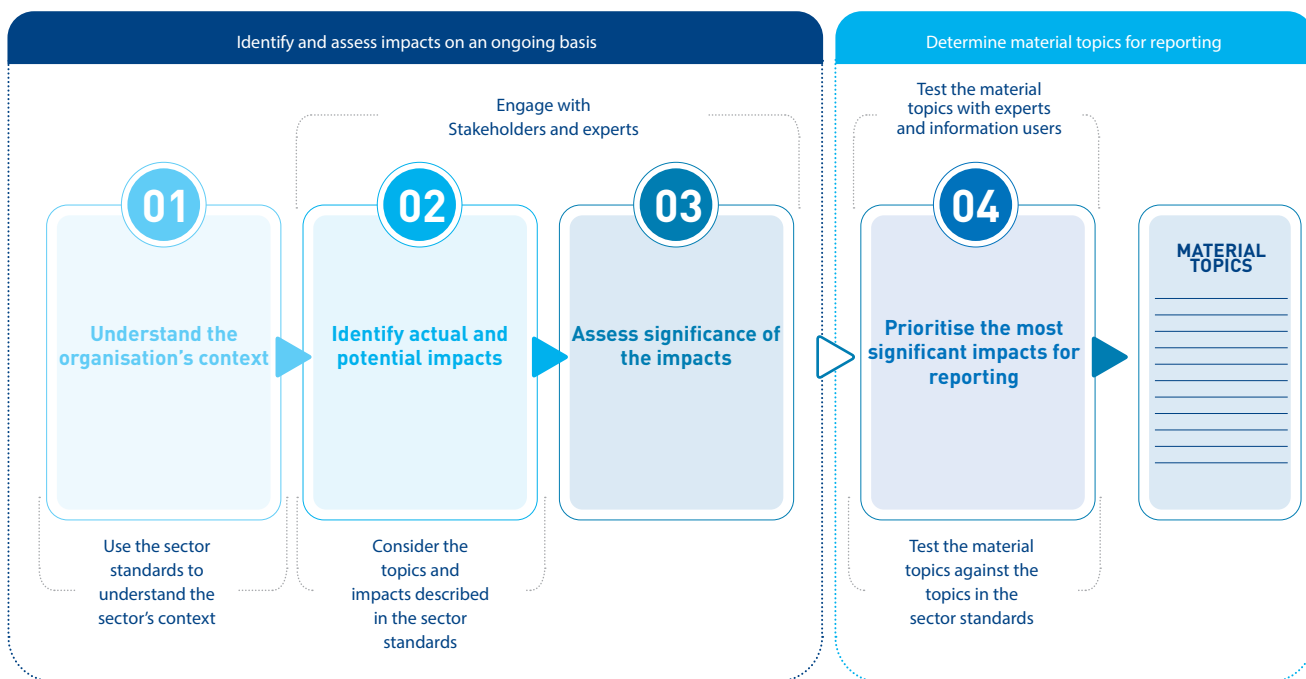 Identify and assess impacts on an ongoing basis
Determine material topics for reporting
Engage with
Stakeholders and experts
Test the material
topics with experts
and information users
01
Understand the
organisation's context
02
Identify actual and
potential impacts
03
Assess significance of
the impacts
04
Prioritise the most
significant impacts for
reporting
MATERIAL
TOPICS
Use the sector
standards to
understand the
sector's context
Consider the
topics and
impacts described
in the sector
standards
Test the material
topics against the
topics in the
sector standards